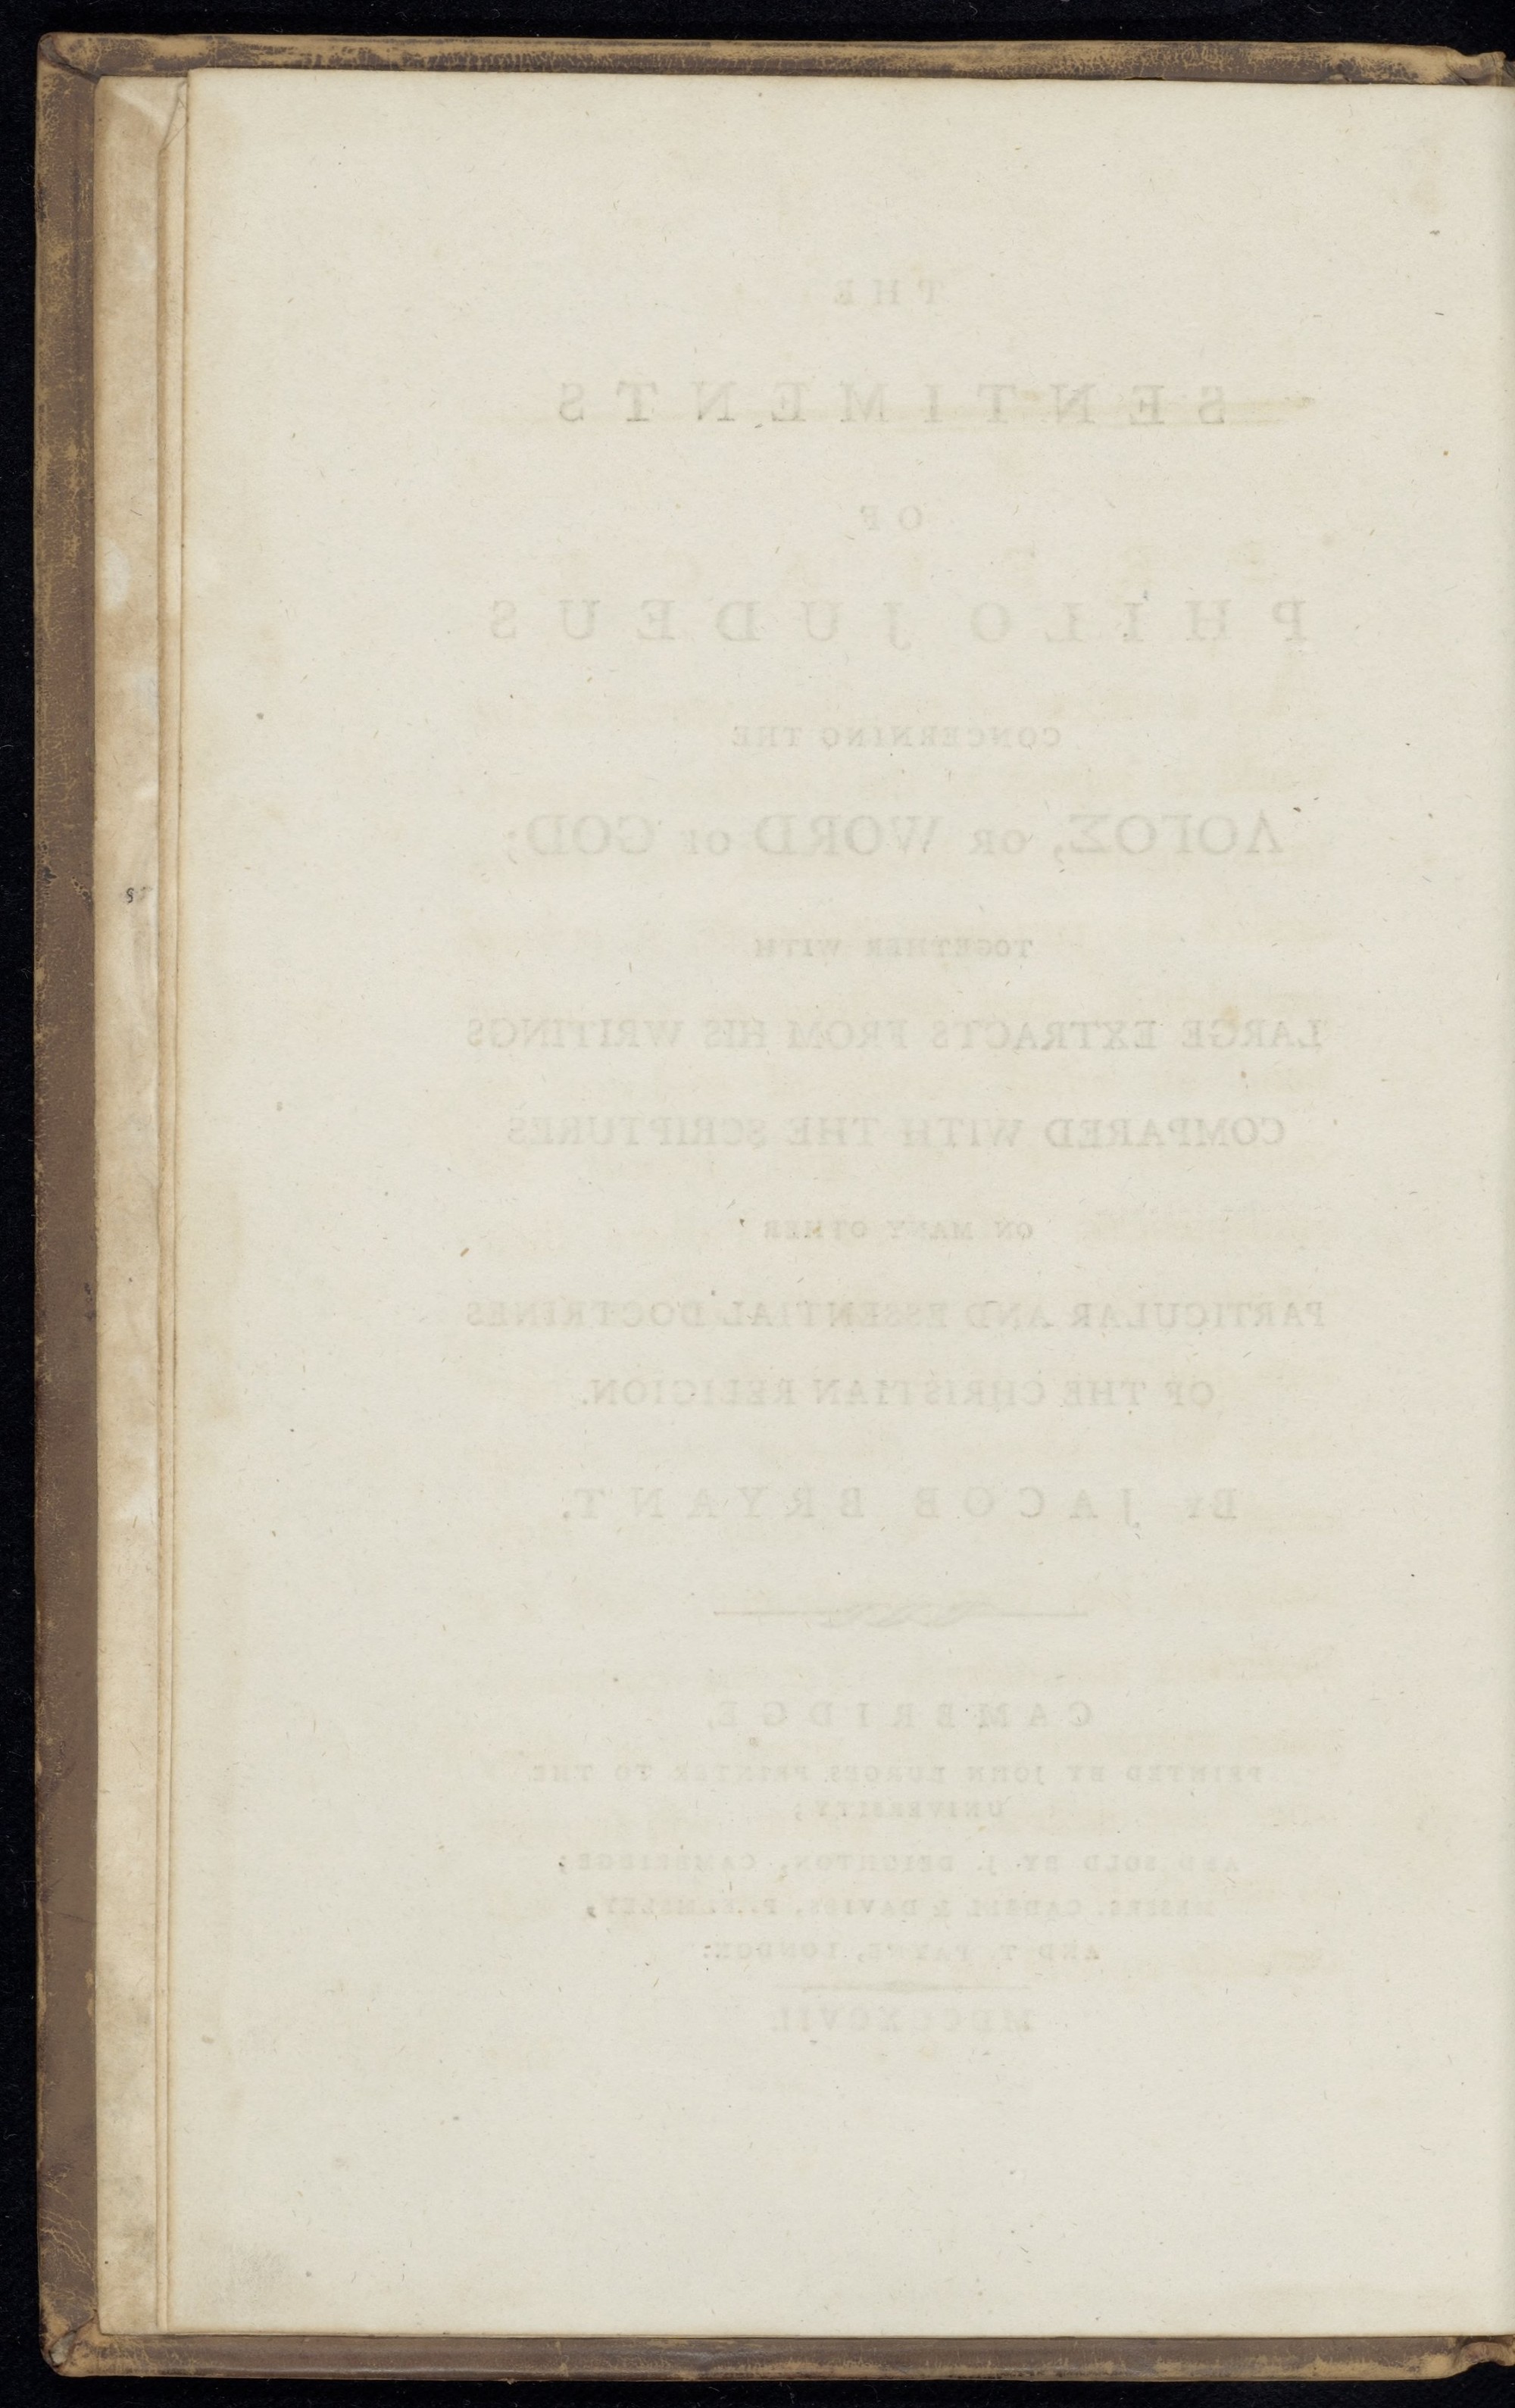 THE
SENTIMENTS
OF
PHILO JUDEUS
CONCERNING THE
ΛΟΓΟΣ, OR WORD OF GOD;
TOGETHER WITH
LARGE EXTRACTS FROM HIS WRITINGS
COMPARED WITH THE SCRIPTURES
ON MANY OTHER
PARTICULAR AND ESSENTIAL DOCTRINES
OF THE CHRISTIAN RELIGION.
BY JACOB BRYANT.
CAMBRIDGE,
PRINTED BY JOHN BURGES PRINTER TO THE
UNIVERSITY;
AND SOLD BY J. DEIGHTON, CAMBRIDGE;
MESSRS. CADELL & DAVIES, P. ELMSLEY,
AND T. PAYNE, LONDON:
MDCCXCVII.